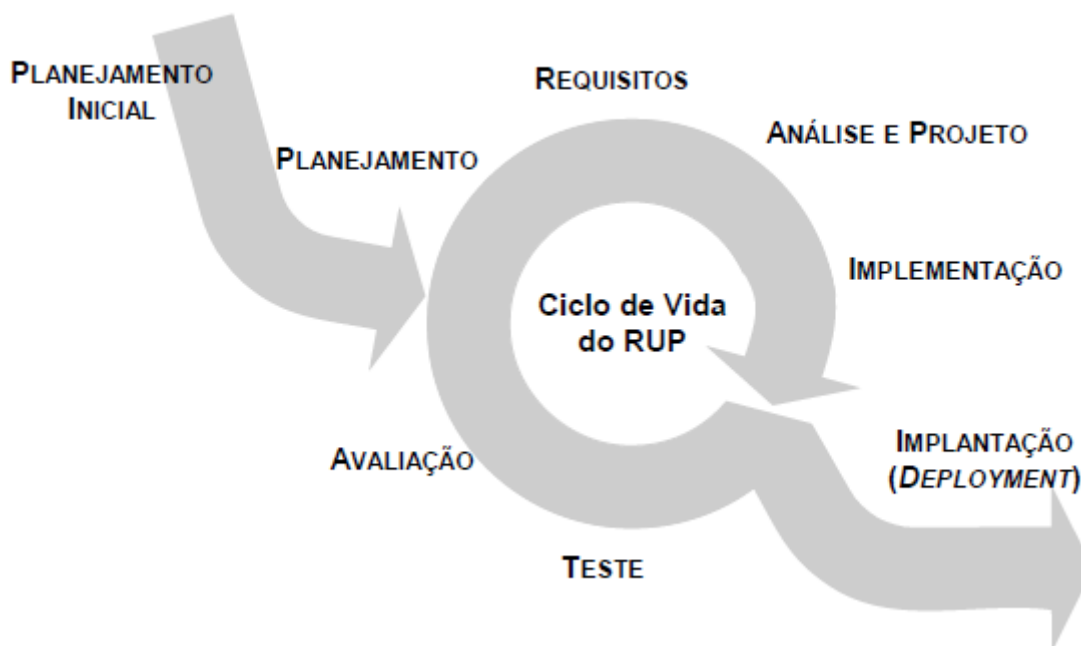 PLANEJAMENTO
INICIAL
PLANEJAMENTO
REQUISITOS
ANÁLISE E PROJETO
IMPLEMENTAÇÃO
Ciclo de Vida
do RUP
IMPLANTAÇÃO
(DEPLOYMENT)
AVALIAÇÃO
TESTE